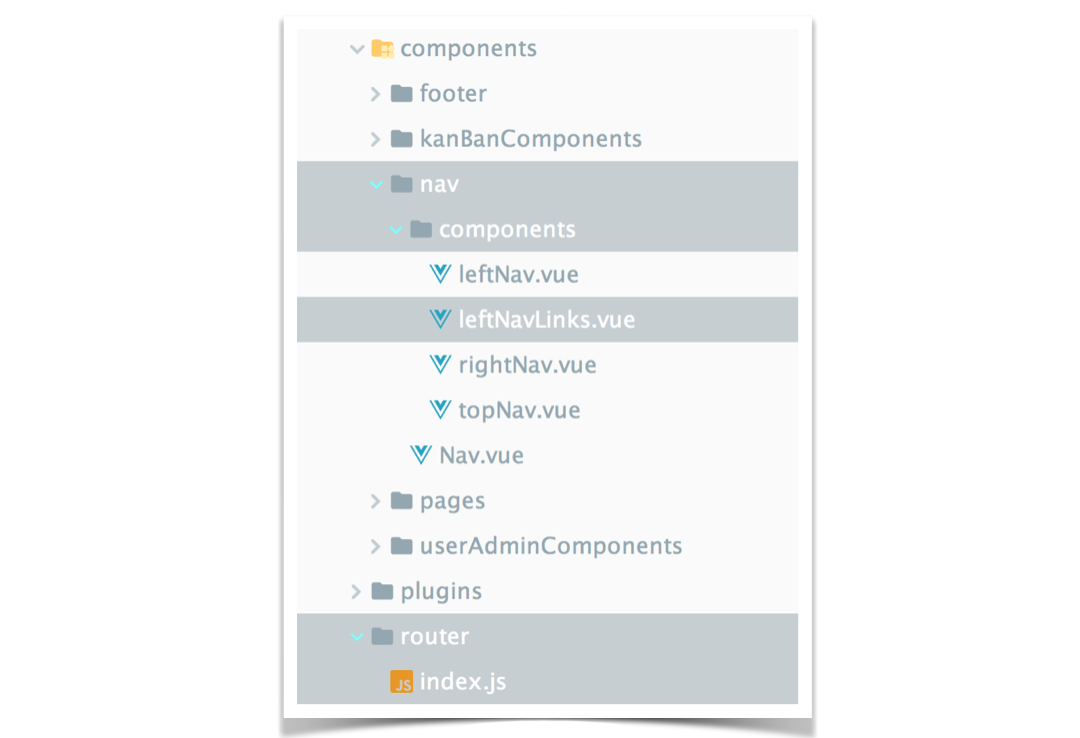 components
footer
kanBanComponents
nav
components
leftNav.vue
leftNavLinks.vue
rightNav.vue
topNav.vue
Nav.vue
pages
userAdminComponents
plugins
router
JS index.js